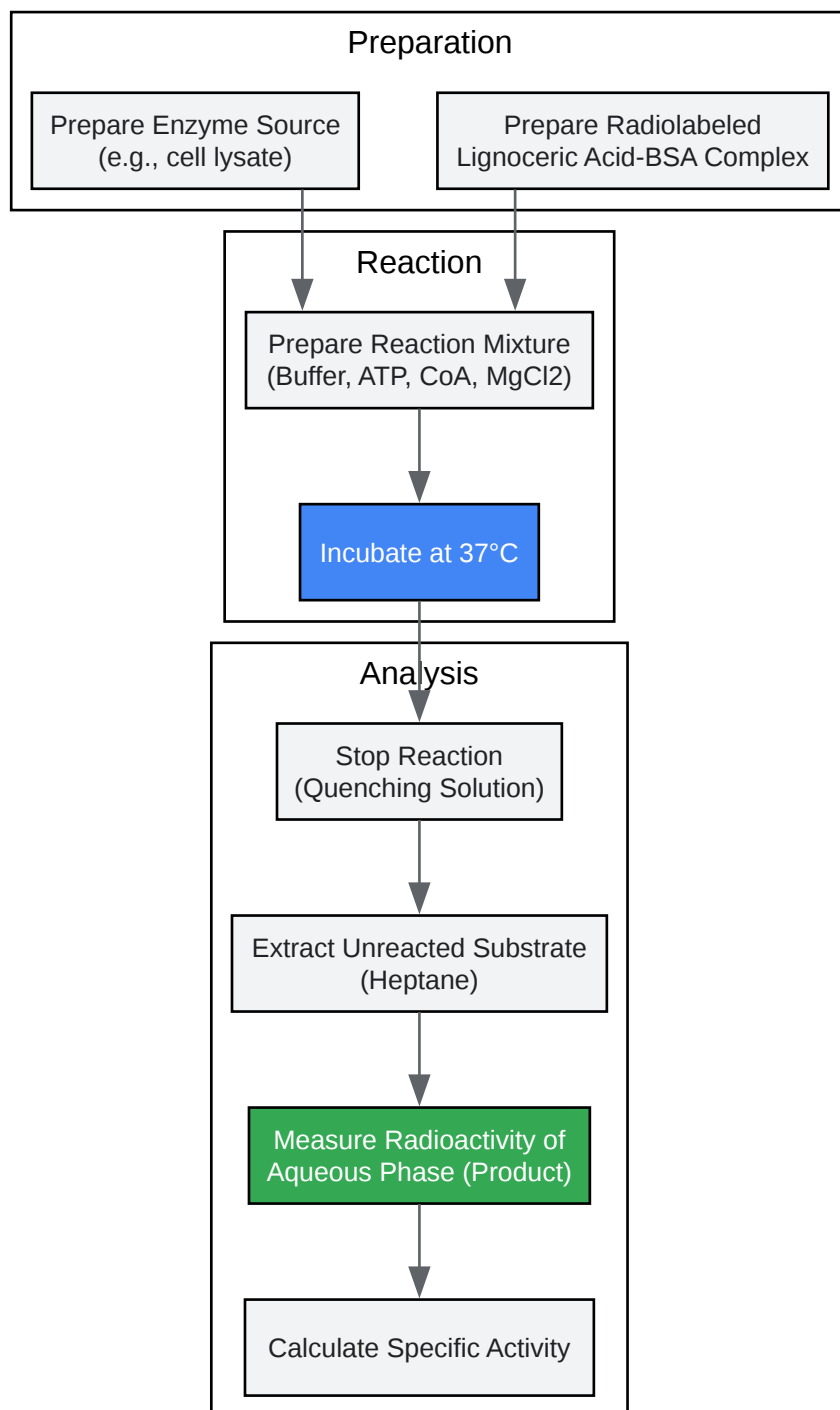 Preparation
Prepare Enzyme Source
(e.g., cell lysate)
Prepare Radiolabeled
Lignoceric Acid-BSA Complex
Reaction
Prepare Reaction Mixture
(Buffer, ATP, CoA, MgCl2)
Incubate at 37°C
Analysis
Stop Reaction
(Quenching Solution)
Extract Unreacted Substrate
(Heptane)
Measure Radioactivity of
Aqueous Phase (Product)
Calculate Specific Activity